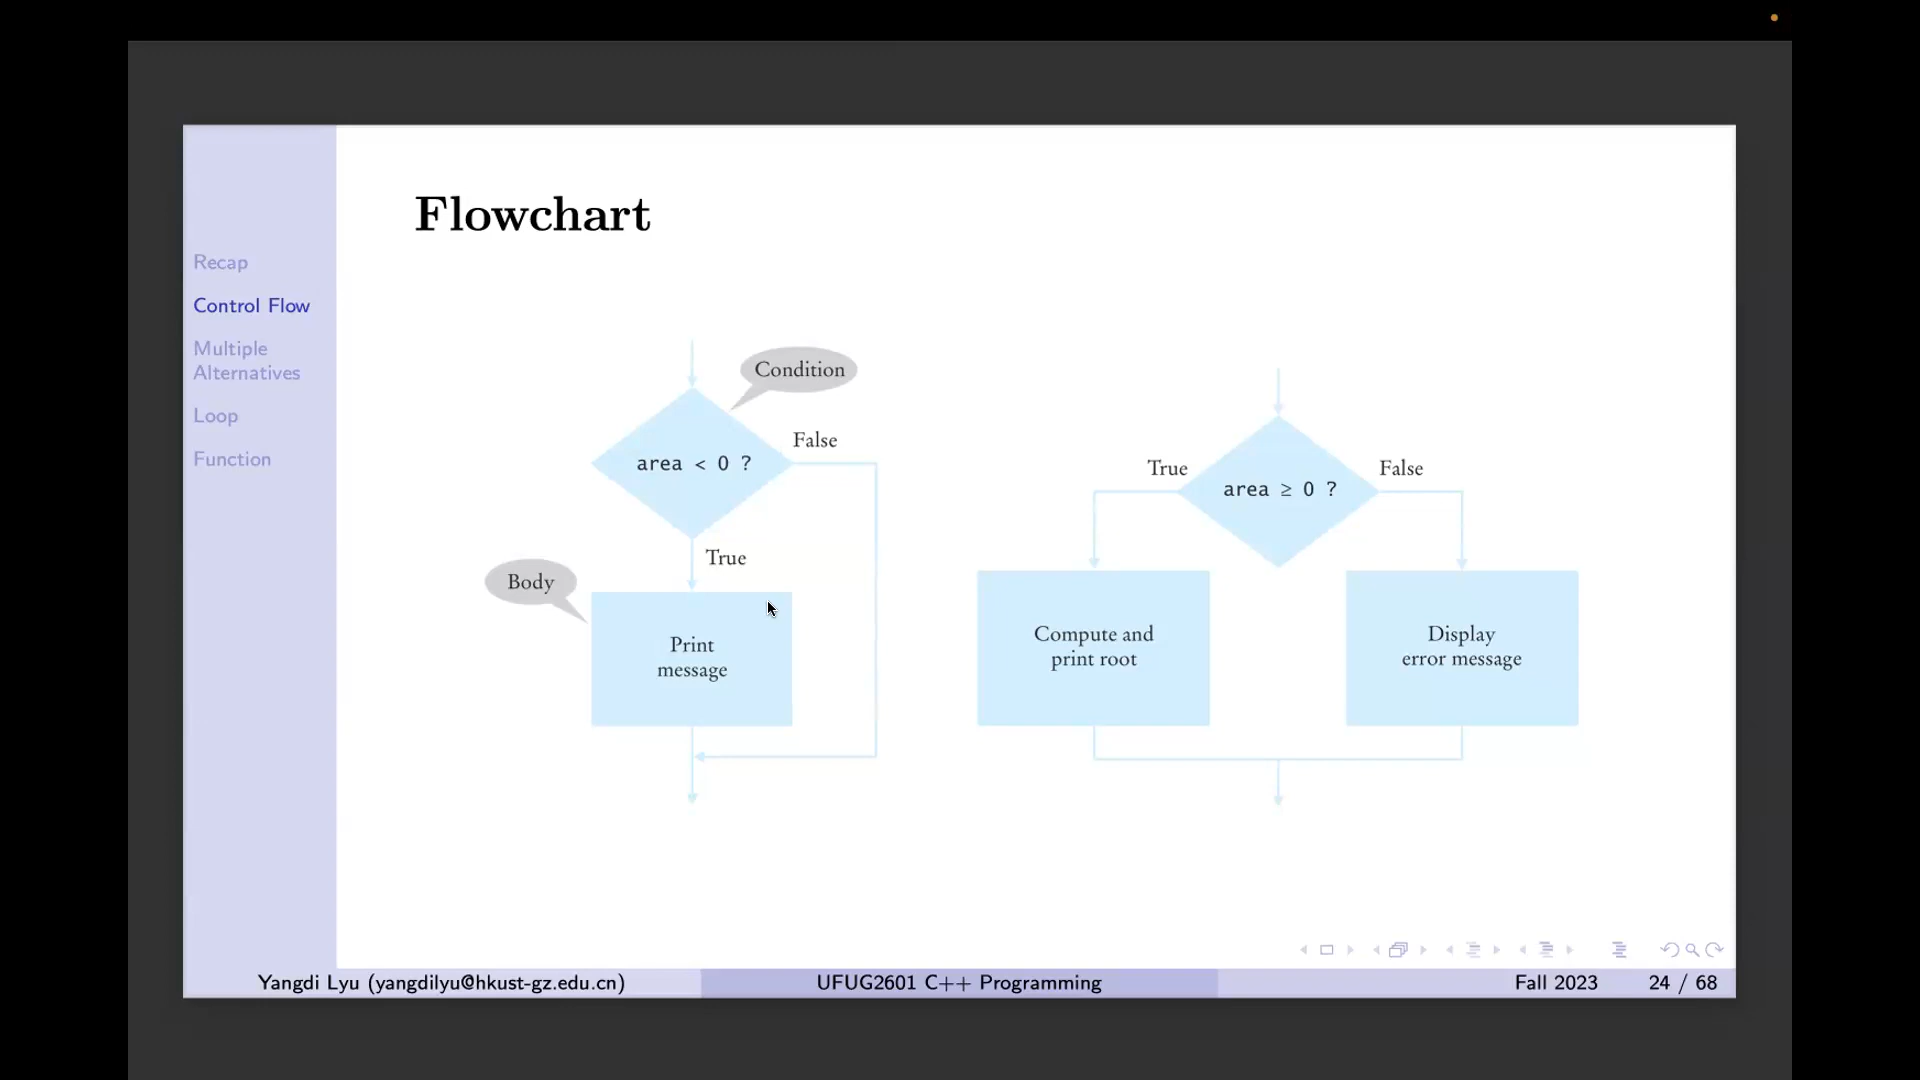 Flowchart
Recap
Control Flow
Multiple
Alternatives
Loop
Function
Condition
area < 0 ?
False
True
Body
Print
message
area ≥ 0 ?
True
False
Compute and
print root
Display
error message
Yangdi Lyu (yangdilyu@hkust-gz.edu.cn)
UFUG2601 C++ Programming
Fall 2023
24 / 68